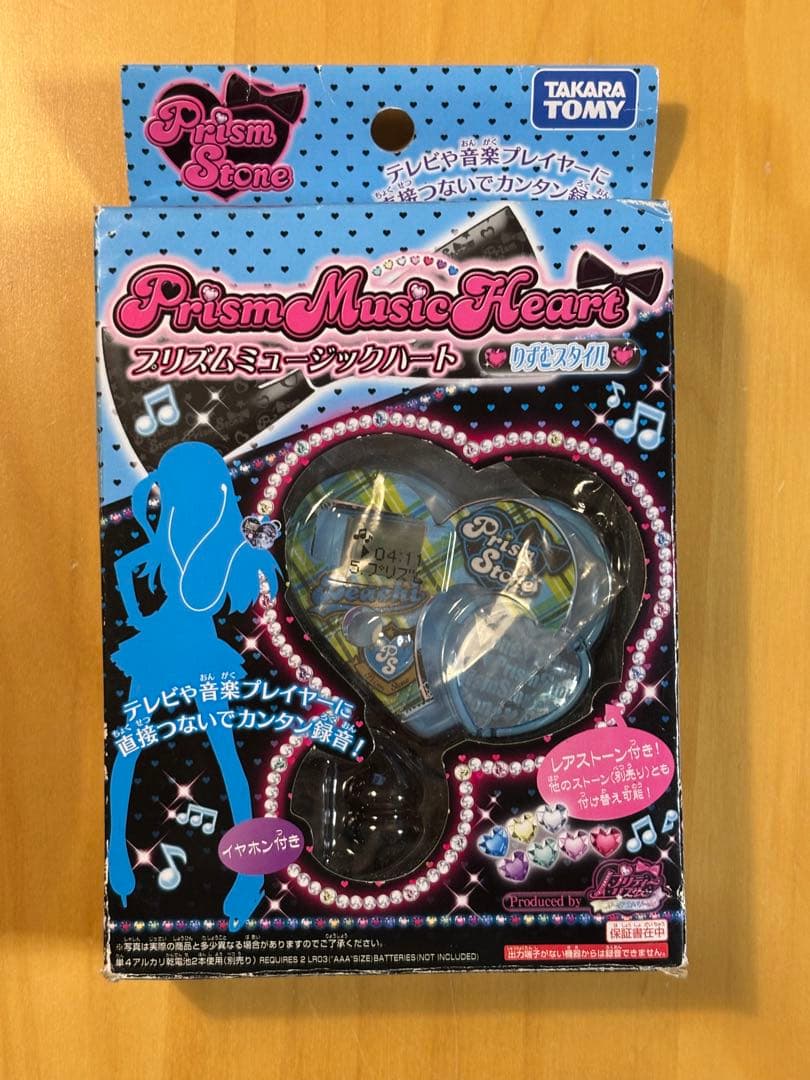 Prism
Stone
TAKARA
TOMY
テレビや音楽プレイヤーに
直接つないでカンタン録
Prism Music Heart
プリズムミュージックハート
りずむスタイル
▶04:11
5.プリズム
Prism
Stone
Peachi
PS
テレビや音楽プレイヤーに
直接つないでカンタン録音!
レアストーン付き!
他のストーン(別売り)とも
付け替え可能!
イヤホン付き
Produced by
保証書在中
※写真は実際の商品と多少異なる場合がありますのでご了承ください。
単4アルカリ乾電池2本使用(別売り) REQUIRES 2 LR03("AAA"SIZE)BATTERIES(NOT INCLUDED)
出力端子がない機器からは録音できません。